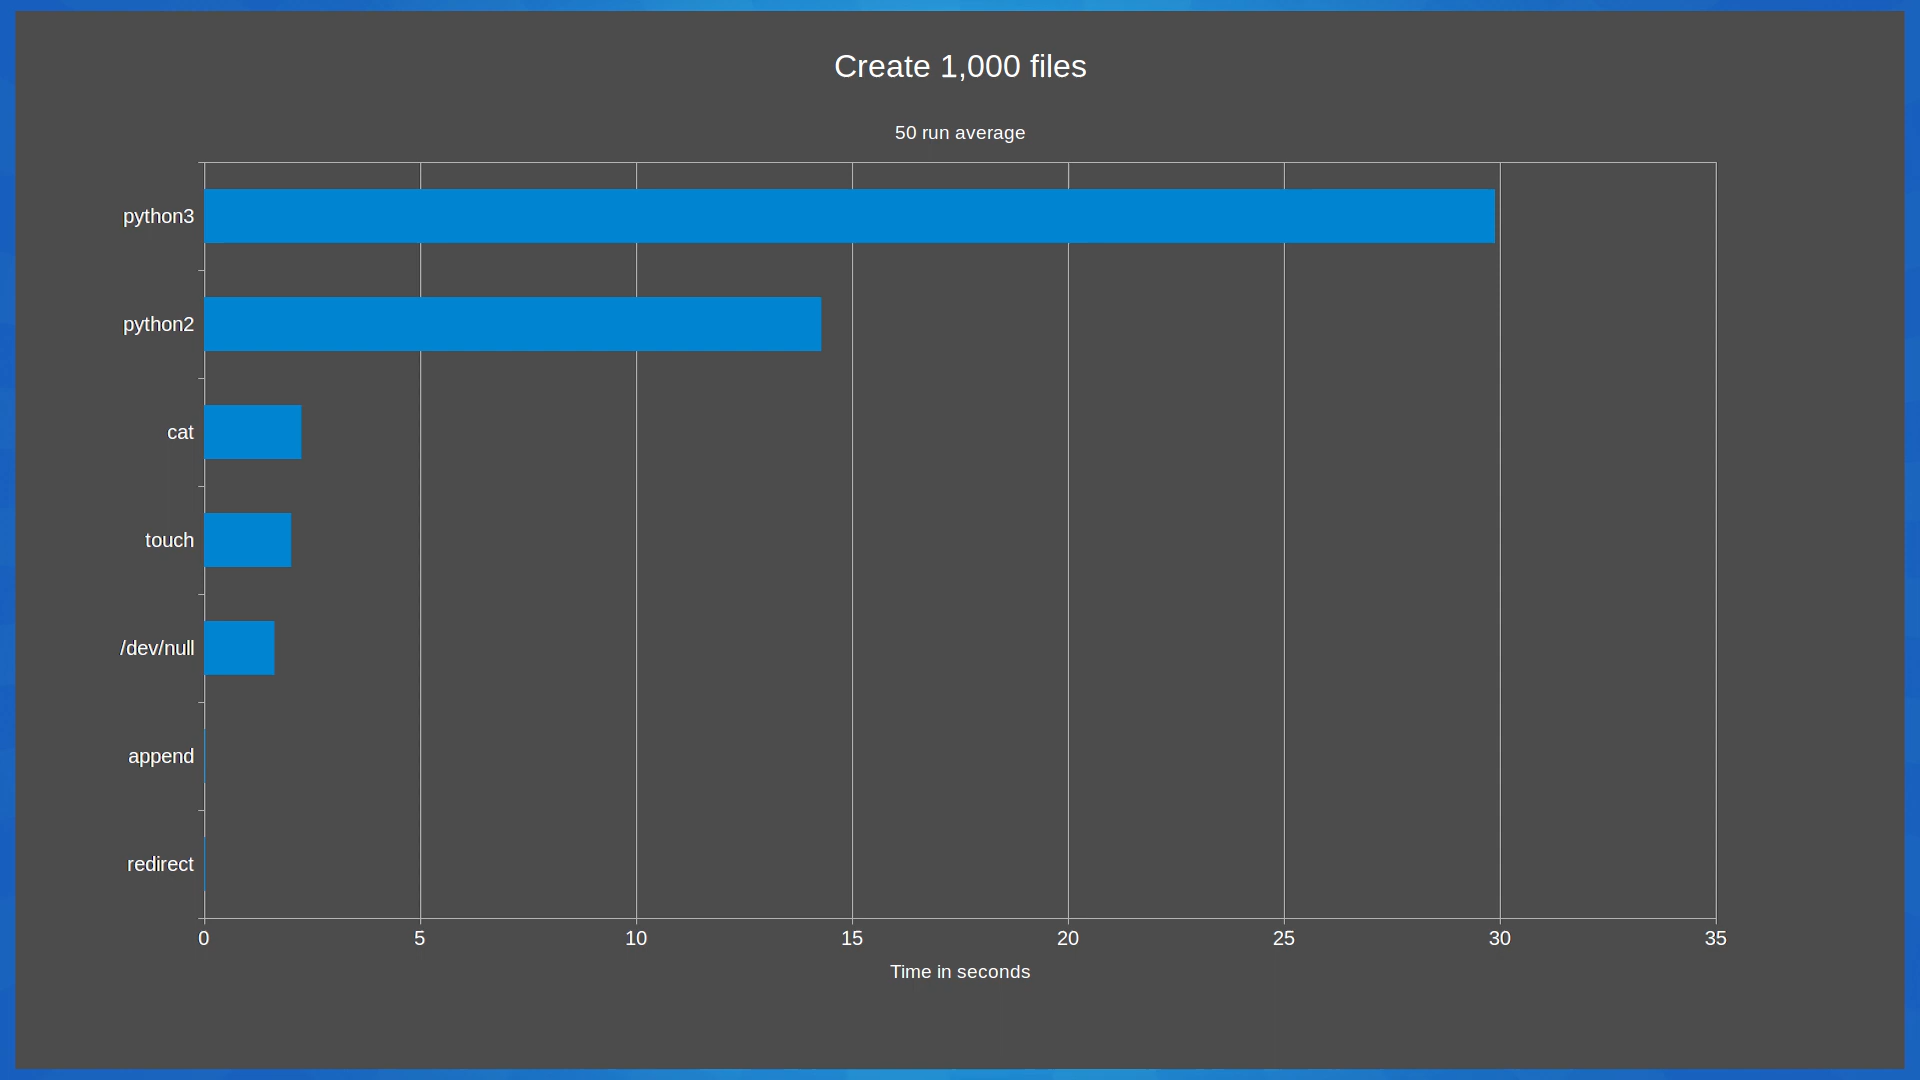 Create 1,000 files
50 run average
python3
python2
cat
touch
/dev/null
append
redirect
0 5 10 15 20 25 30 35
Time in seconds